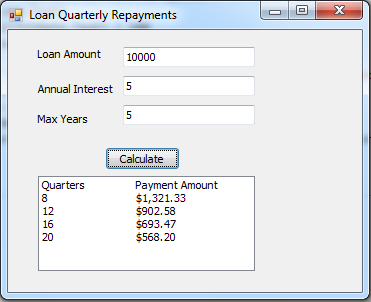 Loan Quarterly Repayments
Loan Amount 10000
Annual Interest 5
Max Years 5
Calculate
Quarters Payment Amount
8 $1,321.33
12 $902.58
16 $693.47
20 $568.20